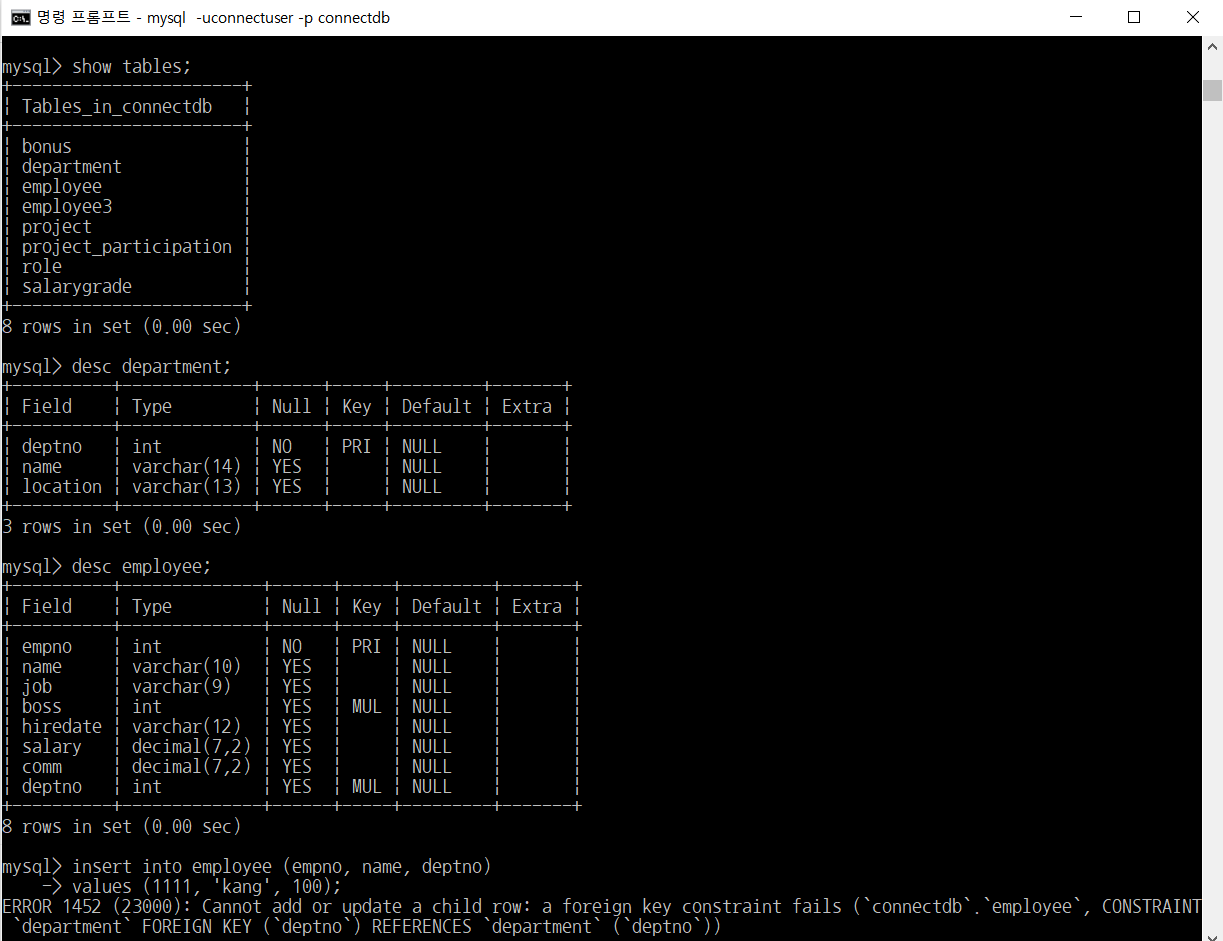 명령 프롬프트 - mysql  -uconnectuser -p connectdb
mysql> show tables;
+-----------------------+
| Tables_in_connectdb   |
+-----------------------+
| bonus                 |
| department            |
| employee              |
| employee3             |
| project               |
| project_participation |
| role                  |
| salarygrade           |
+-----------------------+
8 rows in set (0.00 sec)
mysql> desc department;
+----------+-------------+------+-----+---------+-------+
| Field    | Type        | Null | Key | Default | Extra |
+----------+-------------+------+-----+---------+-------+
| deptno   | int         | NO   | PRI | NULL    |       |
| name     | varchar(14) | YES  |     | NULL    |       |
| location | varchar(13) | YES  |     | NULL    |       |
+----------+-------------+------+-----+---------+-------+
3 rows in set (0.00 sec)
mysql> desc employee;
+----------+--------------+------+-----+---------+-------+
| Field    | Type         | Null | Key | Default | Extra |
+----------+--------------+------+-----+---------+-------+
| empno    | int          | NO   | PRI | NULL    |       |
| name     | varchar(10)  | YES  |     | NULL    |       |
| job      | varchar(9)   | YES  |     | NULL    |       |
| boss     | int          | YES  | MUL | NULL    |       |
| hiredate | varchar(12)  | YES  |     | NULL    |       |
| salary   | decimal(7,2) | YES  |     | NULL    |       |
| comm     | decimal(7,2) | YES  |     | NULL    |       |
| deptno   | int          | YES  | MUL | NULL    |       |
+----------+--------------+------+-----+---------+-------+
8 rows in set (0.00 sec)
mysql> insert into employee (empno, name, deptno)
    -> values (1111, 'kang', 100);
ERROR 1452 (23000): Cannot add or update a child row: a foreign key constraint fails (`connectdb`.`employee`, CONSTRAINT
 `department` FOREIGN KEY (`deptno`) REFERENCES `department` (`deptno`))